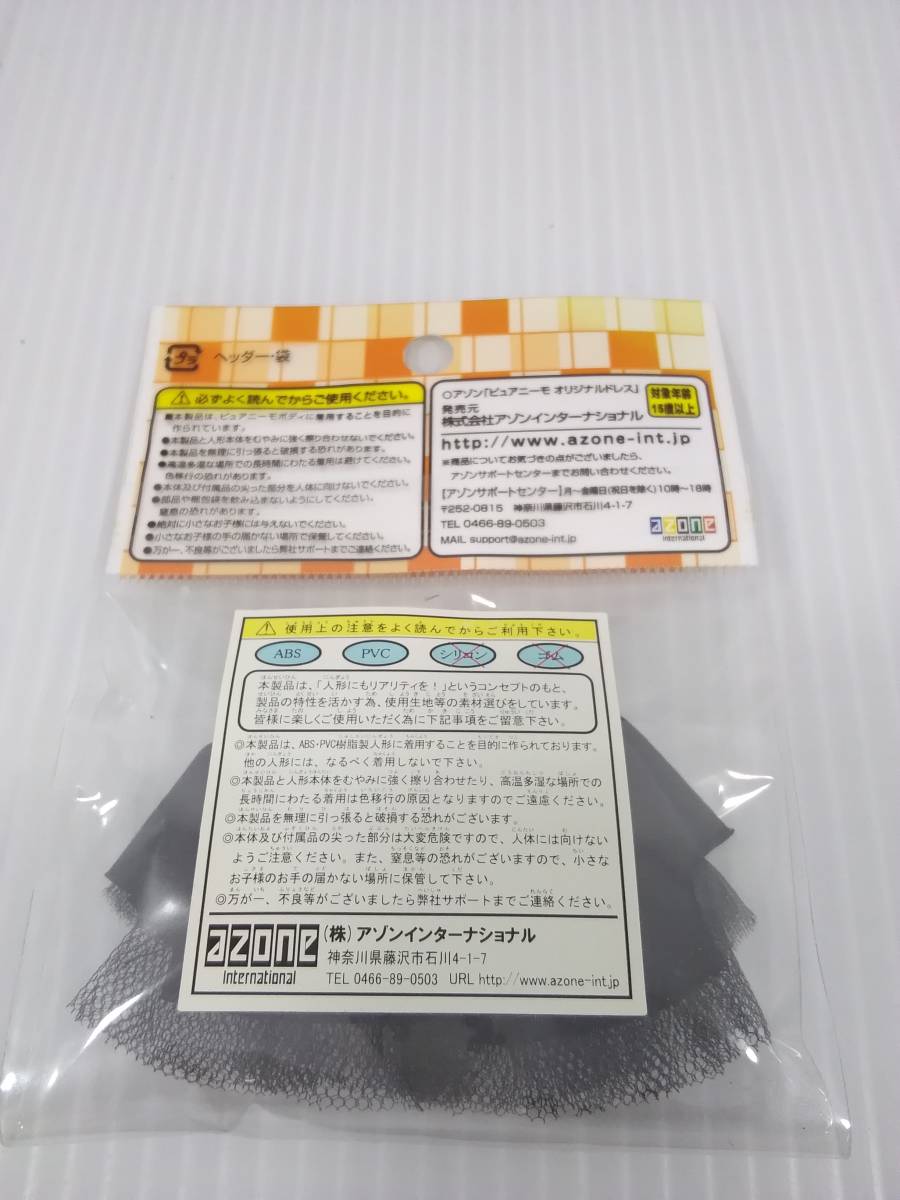 プラ ヘッダー・袋
⚠必ずよく読んでからご使用ください。
■本製品は、ピュアニーモボディに着用することを目的に
作られています。
●本製品と人形本体をむやみに強く擦り合わせないでください。
●本製品を無理に引っ張ると破損する恐れがあります。
●高温多湿な場所での長時間にわたる着用は避けてください。
色移行の恐れがあります。
●本体及び付属品の尖った部分を人体に向けないでください。
●部品や梱包袋を飲み込まないようにしてください。
窒息の恐れがあります。
●絶対に小さなお子様には与えないでください。
●小さなお子様の手の届かない場所で保管してください。
●万が一、不良等がございましたら弊社サポートまでご連絡ください。
○アゾン「ピュアニーモ オリジナルドレス」
対象年齢
15歳以上
発売元
株式会社アゾンインターナショナル
http://www.azone-int.jp
※商品についてお気づきの点がございましたら、
アゾンサポートセンターまでお問い合わせください。
【アゾンサポートセンター】月~金曜日(祝日を除く)10時~18時
〒252-0815 神奈川県藤沢市石川4-1-7
TEL 0466-89-0503
MAIL support@azone-int.jp
azone
international
⚠使用上の注意をよく読んでからご利用下さい。
ABS PVC シリコン ゴム
本製品は、「人形にもリアリティを!」というコンセプトのもと、
製品の特性を活かす為、使用生地等の素材選びをしています。
皆様に楽しくご使用いただく為に下記事項をご留意下さい。
◎本製品は、ABS・PVC樹脂製人形に着用することを目的に作られております。
他の人形には、なるべく着用しないで下さい。
◎本製品と人形本体をむやみに強く擦り合わせたり、高温多湿な場所での
長時間にわたる着用は色移行の原因となりますのでご遠慮ください。
◎本製品を無理に引っ張ると破損する恐れがございます。
◎本体及び付属品の尖った部分は大変危険ですので、人体には向けない
ようご注意ください。また、窒息等の恐れがございますので、小さな
お子様のお手の届かない場所に保管して下さい。
◎万が一、不良等がございましたら弊社サポートまでご連絡ください。
azone
international
(株)アゾンインターナショナル
神奈川県藤沢市石川4-1-7
TEL 0466-89-0503 URL http://www.azone-int.jp